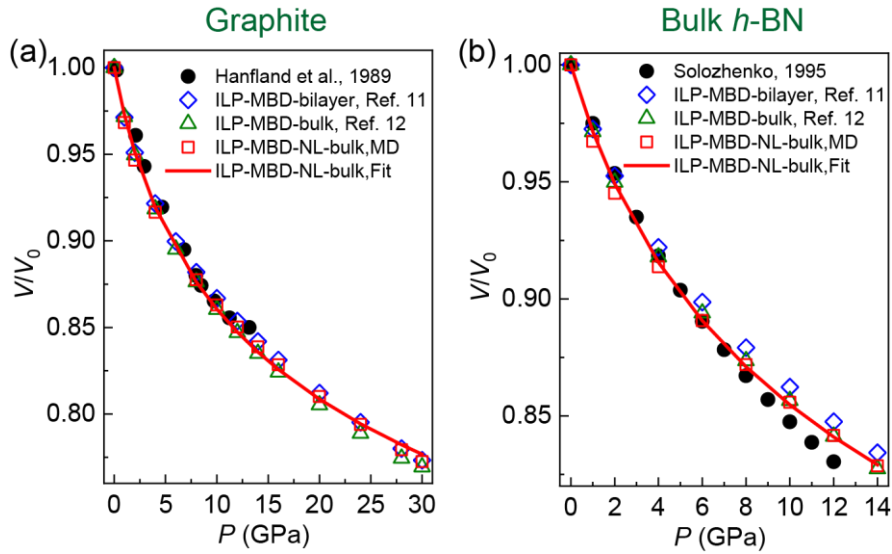 Graphite
(a)
1.00
0.95
0.90
0.85
0.80
V/V0
Hanfland et al., 1989
ILP-MBD-bilayer, Ref. 11
ILP-MBD-bulk, Ref. 12
ILP-MBD-NL-bulk,MD
ILP-MBD-NL-bulk,Fit
0 5 10 15 20 25 30
P (GPa)
Bulk h-BN
(b)
1.00
0.95
0.90
0.85
V/V0
Solozhenko, 1995
ILP-MBD-bilayer, Ref. 11
ILP-MBD-bulk, Ref. 12
ILP-MBD-NL-bulk,MD
ILP-MBD-NL-bulk,Fit
0 2 4 6 8 10 12 14
P (GPa)